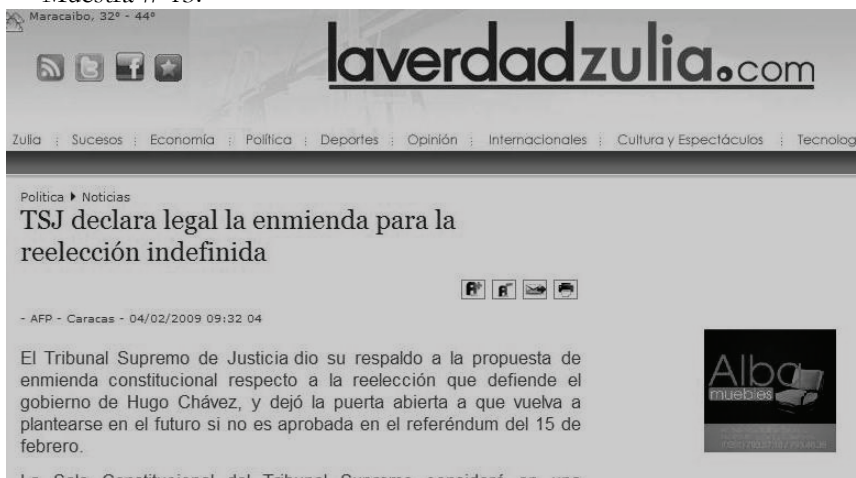 Maracaibo, 32º - 44º
laverdadzulia.com
Zulia Sucesos Economía Política Deportes Opinión Internacionales Cultura y Espectáculos Tecnolog
Política Noticias
TSJ declara legal la enmienda para la
reelección indefinida
- AFP - Caracas - 04/02/2009 09:32 04
El Tribunal Supremo de Justicia dio su respaldo a la propuesta de
enmienda constitucional respecto a la reelección que defiende el
gobierno de Hugo Chávez, y dejó la puerta abierta a que vuelva a
plantearse en el futuro si no es aprobada en el referéndum del 15 de
febrero.
Alba
muebles